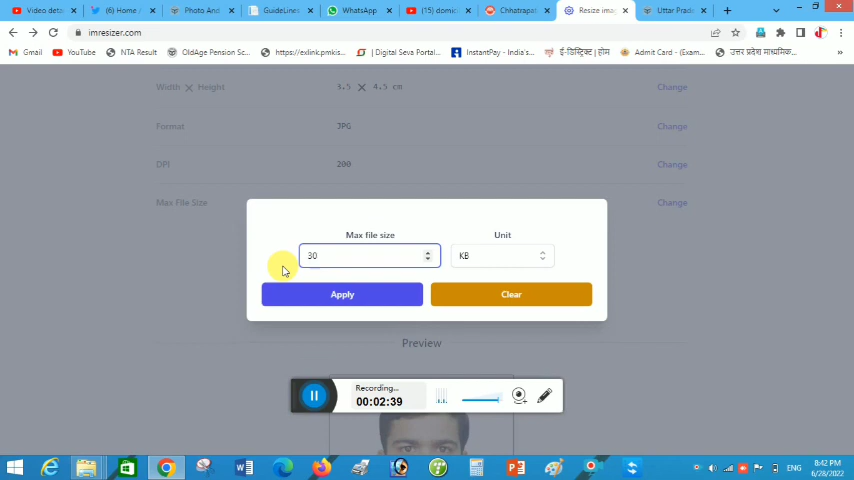 Video deta
(6) Home /
Photo And
GuideLines
WhatsApp
(15) domic
Chhatrapat
Resize imag
Uttar Prade
imresizer.com
Gmail
YouTube
NTA Result
OldAge Pension Sc...
https://exlink.pmkis...
| Digital Seva Portal...
InstantPay - India's...
ई-डिस्ट्रिक्ट | होम
Admit Card - (Exam...
उत्तर प्रदेश माध्यमिक...
»
Width × Height
3.5 × 4.5 cm
Change
Format
JPG
Change
DPI
200
Change
Max File Size
Change
Max file size
Unit
30
KB
Apply
Clear
Preview
Recording...
00:02:39
ENG
8:42 PM
6/28/2022